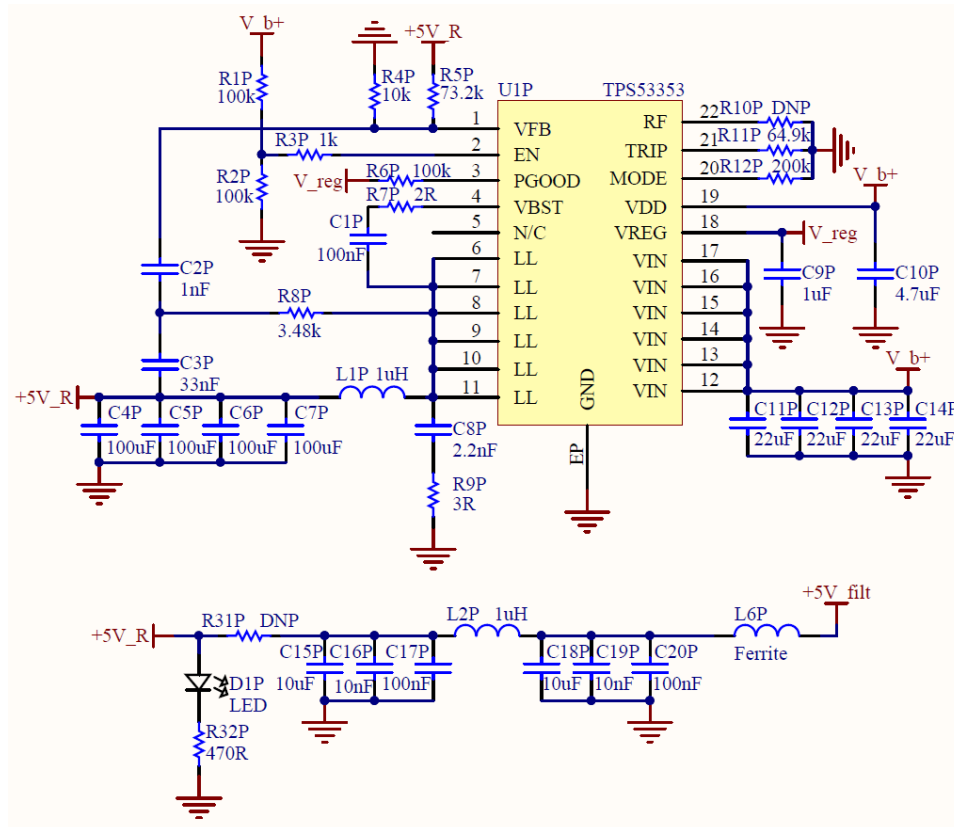 V_b+
+5V_R
R1P
100k
R4P
10k
R5P
73.2k
U1P TPS53353
1 VFB RF 22 R10P DNP
R3P 1k
2 EN TRIP 21 R11P 64.9k
R2P
100k
V_reg
R6P 100k
3 PGOOD MODE 20 R12P 200k
V_b+
R7P 2R
4 VBST VDD 19
C1P
100nF
5 N/C VREG 18 V_reg
6 LL VIN 17
7 LL VIN 16
8 LL VIN 15
9 LL VIN 14
10 LL VIN 13
11 LL VIN 12
GND
EP
C2P
1nF
R8P
3.48k
C9P
1uF
C10P
4.7uF
C3P
33nF
L1P 1uH
V_b+
+5V_R
C4P C5P C6P C7P
100uF 100uF 100uF 100uF
C8P
2.2nF
R9P
3R
C11P C12P C13P C14P
22uF 22uF 22uF 22uF
+5V_R
R31P DNP
L2P 1uH
L6P
Ferrite
+5V_filt
C15P C16P C17P
10uF 10nF 100nF
C18P C19P C20P
10uF 10nF 100nF
D1P
LED
R32P
470R